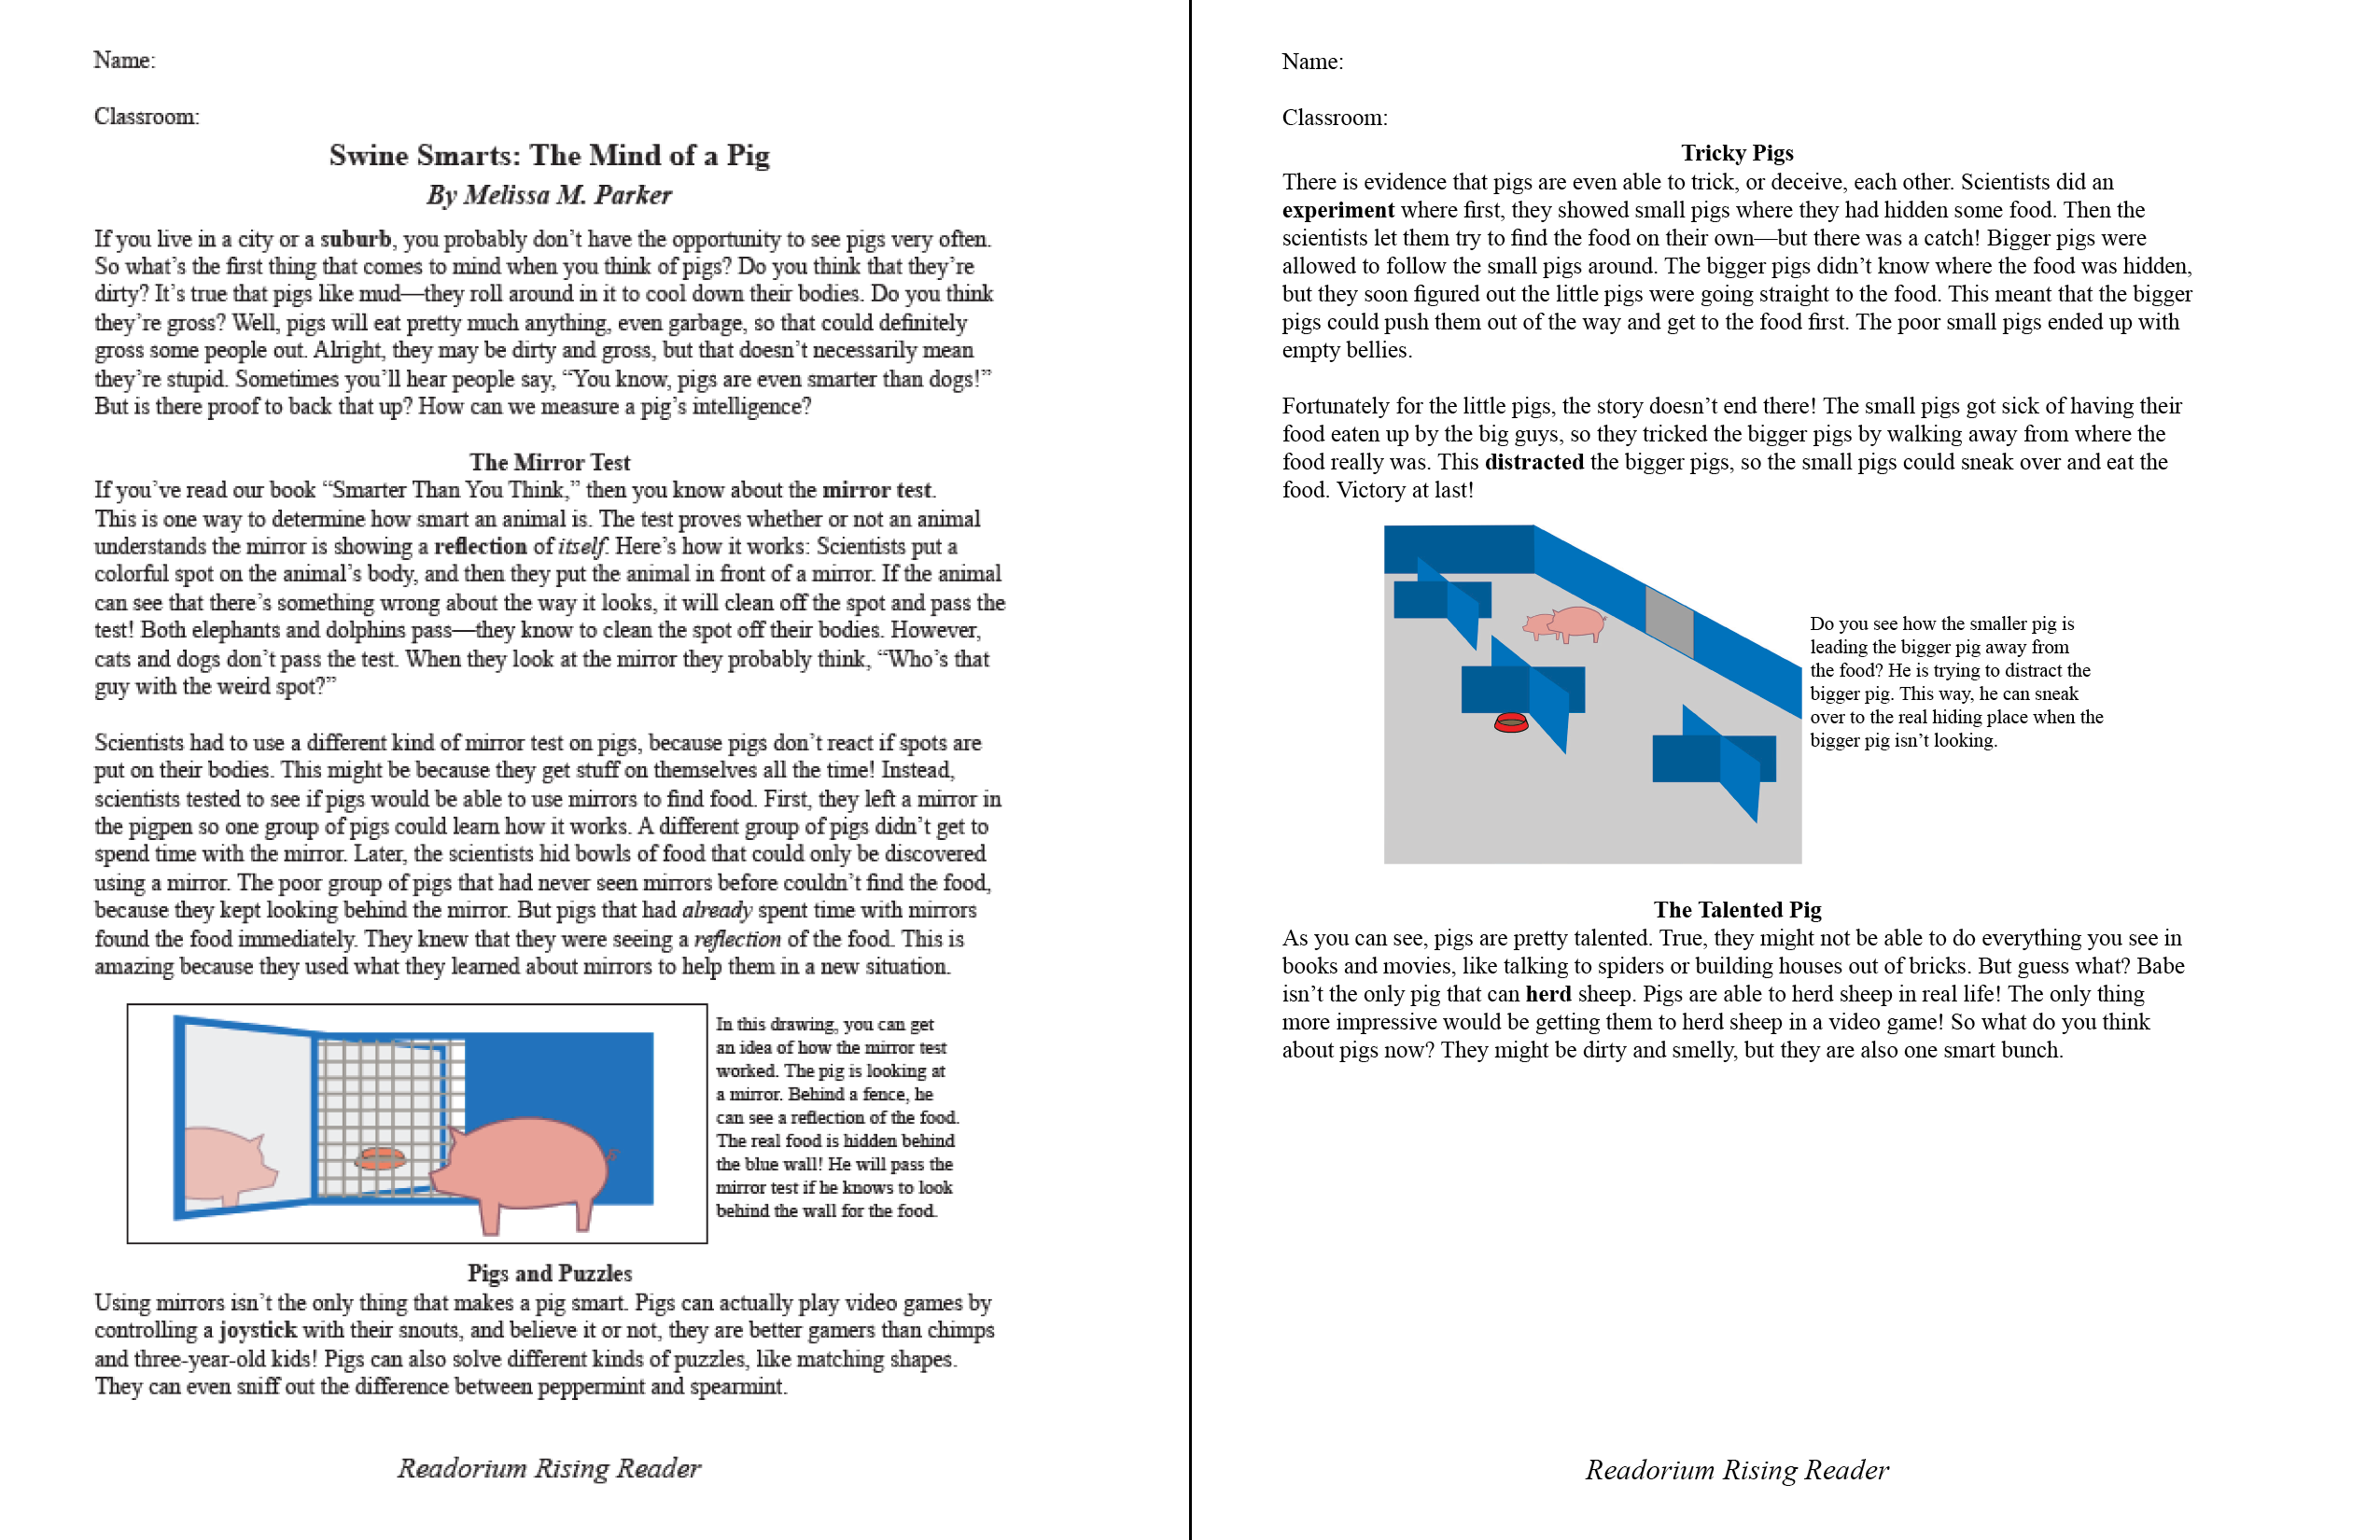 Name:
Classroom:
Swine Smarts: The Mind of a Pig
By Melissa M. Parker
If you live in a city or a suburb, you probably don’t have the opportunity to see pigs very often.
So what’s the first thing that comes to mind when you think of pigs? Do you think that they’re
dirty? It’s true that pigs like mud—they roll around in it to cool down their bodies. Do you think
they’re gross? Well, pigs will eat pretty much anything, even garbage, so that could definitely
gross some people out. Alright, they may be dirty and gross, but that doesn’t necessarily mean
they’re stupid. Sometimes you’ll hear people say, “You know, pigs are even smarter than dogs!”
But is there proof to back that up? How can we measure a pig’s intelligence?
The Mirror Test
If you’ve read our book “Smarter Than You Think,” then you know about the mirror test.
This is one way to determine how smart an animal is. The test proves whether or not an animal
understands the mirror is showing a reflection of itself. Here’s how it works: Scientists put a
colorful spot on the animal’s body, and then they put the animal in front of a mirror. If the animal
can see that there’s something wrong about the way it looks, it will clean off the spot and pass the
test! Both elephants and dolphins pass—they know to clean the spot off their bodies. However,
cats and dogs don’t pass the test. When they look at the mirror they probably think, “Who’s that
guy with the weird spot?”
Scientists had to use a different kind of mirror test on pigs, because pigs don’t react if spots are
put on their bodies. This might be because they get stuff on themselves all the time! Instead,
scientists tested to see if pigs would be able to use mirrors to find food. First, they left a mirror in
the pigpen so one group of pigs could learn how it works. A different group of pigs didn’t get to
spend time with the mirror. Later, the scientists hid bowls of food that could only be discovered
using a mirror. The poor group of pigs that had never seen mirrors before couldn’t find the food,
because they kept looking behind the mirror. But pigs that had already spent time with mirrors
found the food immediately. They knew that they were seeing a reflection of the food. This is
amazing because they used what they learned about mirrors to help them in a new situation.
In this drawing, you can get
an idea of how the mirror test
worked. The pig is looking at
a mirror. Behind a fence, he
can see a reflection of the food.
The real food is hidden behind
the blue wall! He will pass the
mirror test if he knows to look
behind the wall for the food.
Pigs and Puzzles
Using mirrors isn’t the only thing that makes a pig smart. Pigs can actually play video games by
controlling a joystick with their snouts, and believe it or not, they are better gamers than chimps
and three-year-old kids! Pigs can also solve different kinds of puzzles, like matching shapes.
They can even sniff out the difference between peppermint and spearmint.
Readorium Rising Reader
Name:
Classroom:
Tricky Pigs
There is evidence that pigs are even able to trick, or deceive, each other. Scientists did an
experiment where first, they showed small pigs where they had hidden some food. Then the
scientists let them try to find the food on their own—but there was a catch! Bigger pigs were
allowed to follow the small pigs around. The bigger pigs didn’t know where the food was hidden,
but they soon figured out the little pigs were going straight to the food. This meant that the bigger
pigs could push them out of the way and get to the food first. The poor small pigs ended up with
empty bellies.
Fortunately for the little pigs, the story doesn’t end there! The small pigs got sick of having their
food eaten up by the big guys, so they tricked the bigger pigs by walking away from where the
food really was. This distracted the bigger pigs, so the small pigs could sneak over and eat the
food. Victory at last!
Do you see how the smaller pig is
leading the bigger pig away from
the food? He is trying to distract the
bigger pig. This way, he can sneak
over to the real hiding place when the
bigger pig isn’t looking.
The Talented Pig
As you can see, pigs are pretty talented. True, they might not be able to do everything you see in
books and movies, like talking to spiders or building houses out of bricks. But guess what? Babe
isn’t the only pig that can herd sheep. Pigs are able to herd sheep in real life! The only thing
more impressive would be getting them to herd sheep in a video game! So what do you think
about pigs now? They might be dirty and smelly, but they are also one smart bunch.
Readorium Rising Reader